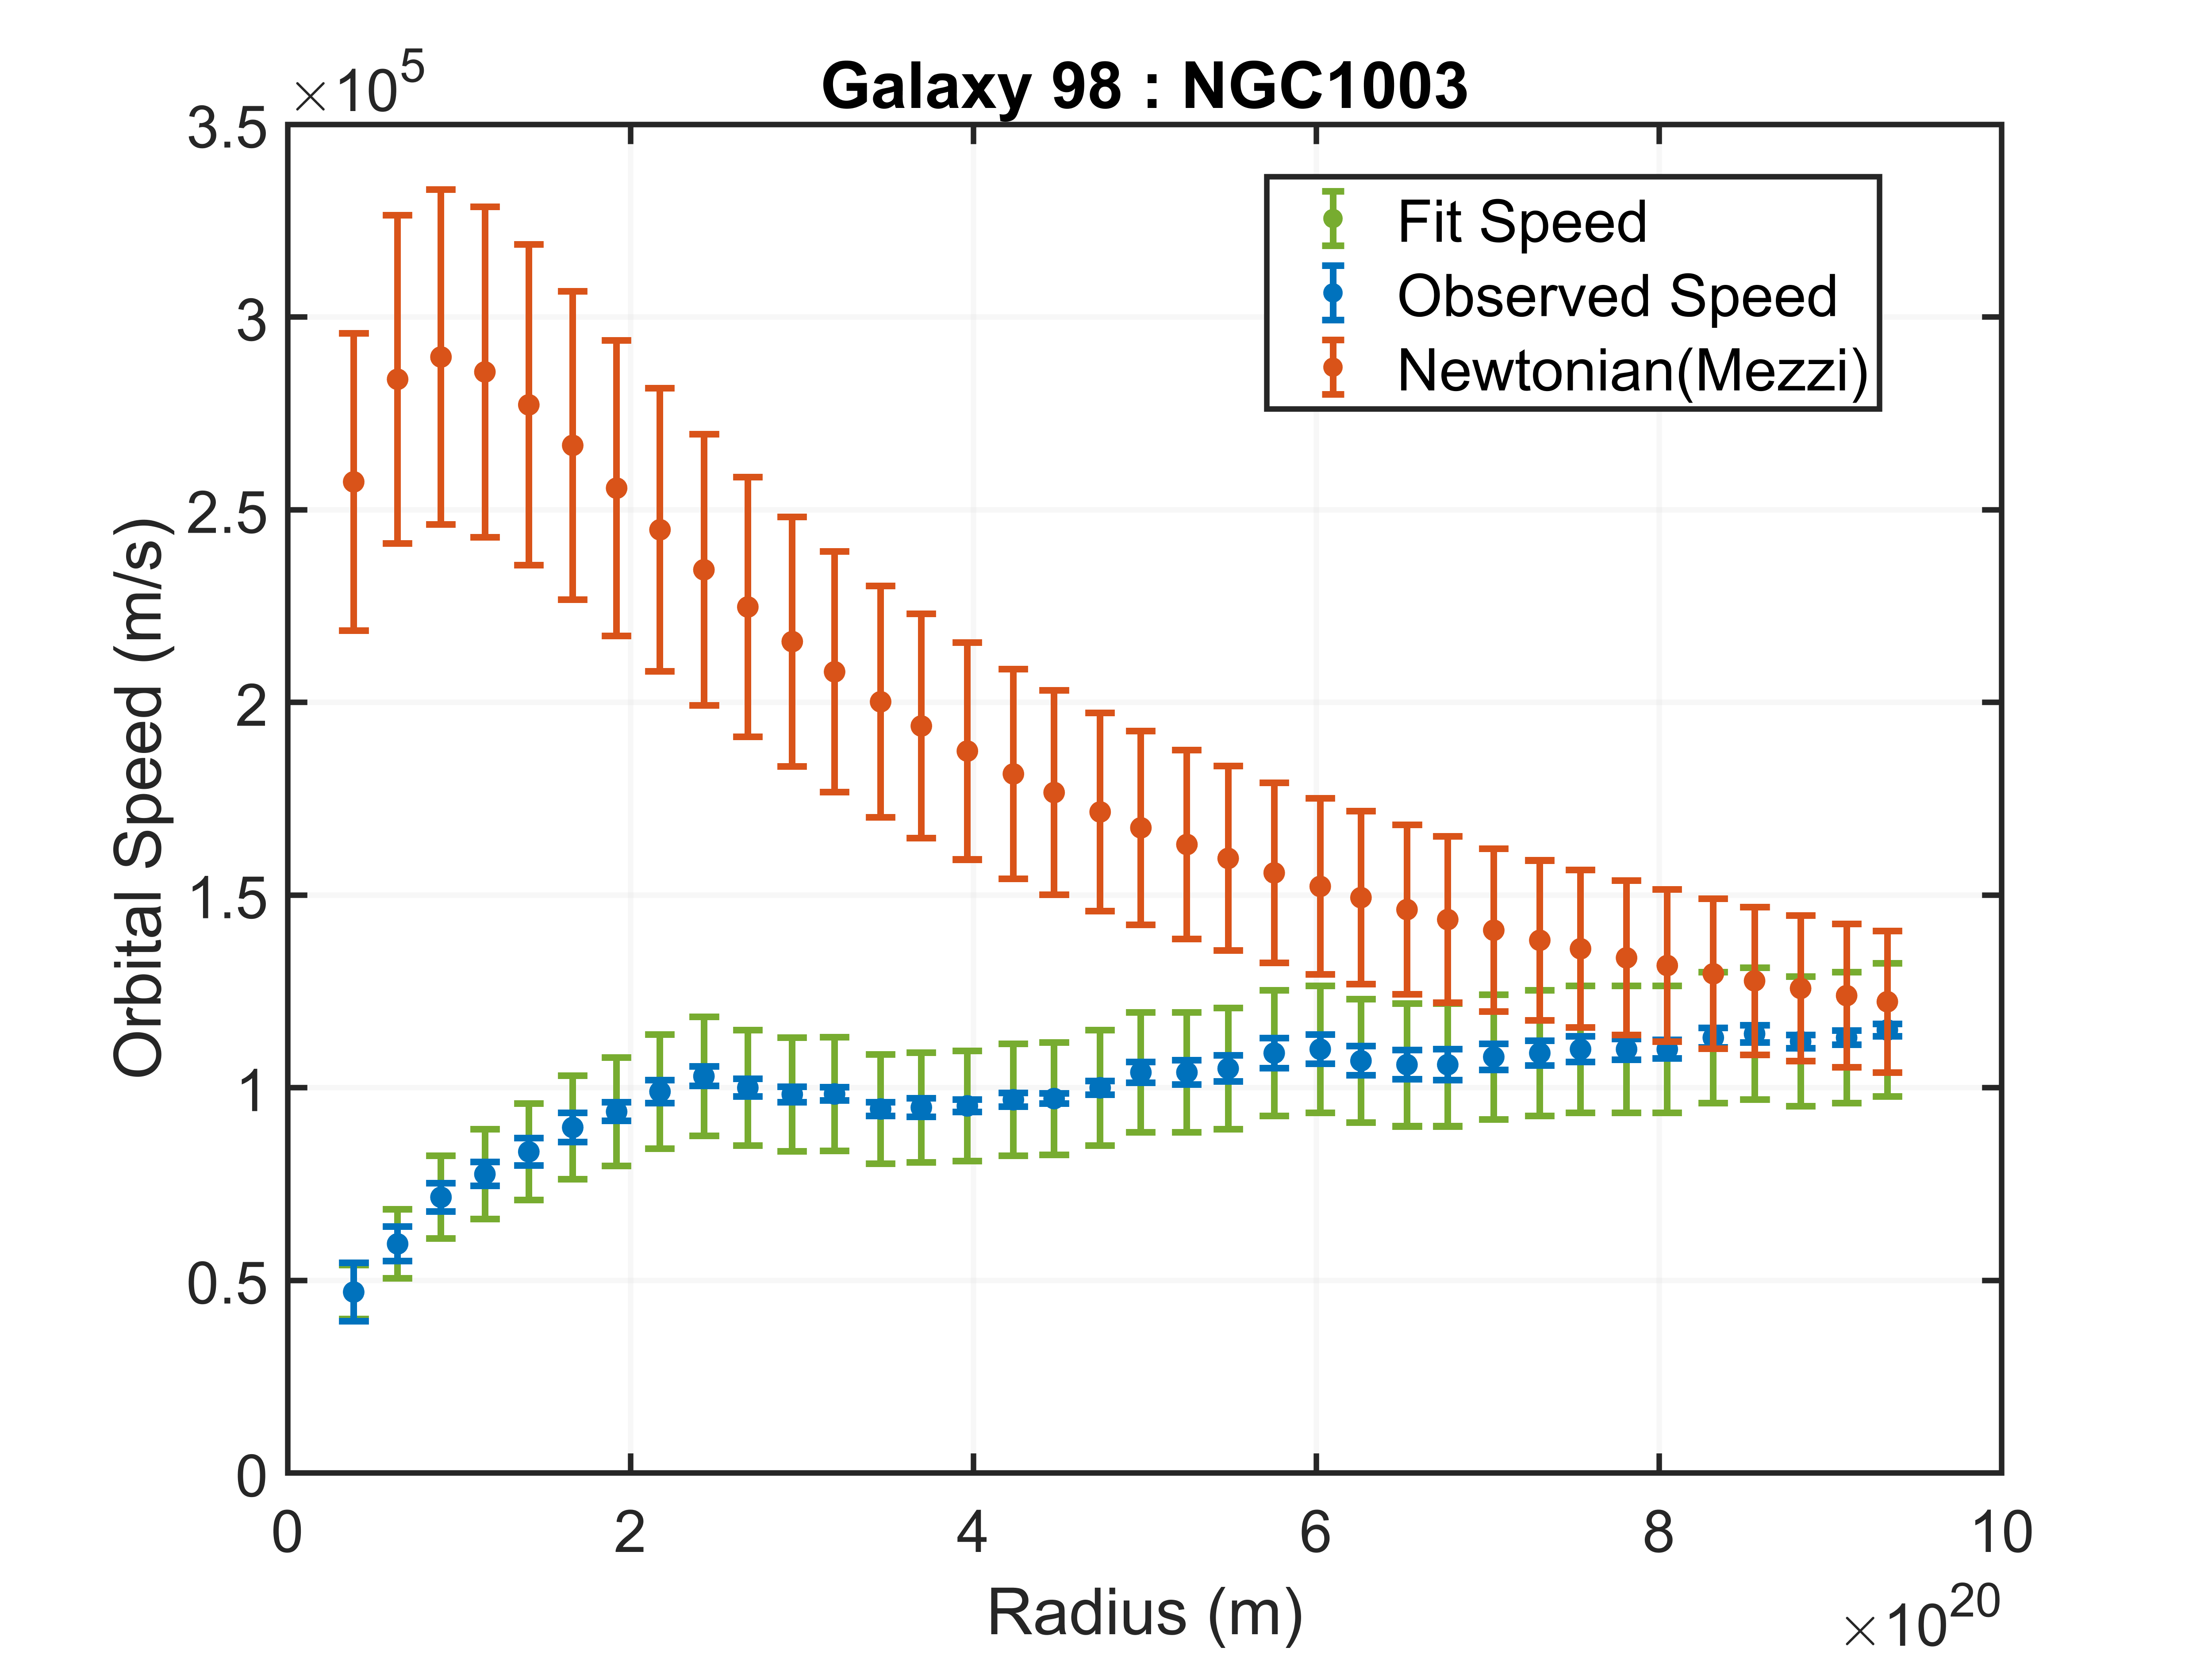 Galaxy 98 : NGC1003
×10^5
3.5
3
2.5
2
1.5
1
0.5
0
Orbital Speed (m/s)
Fit Speed
Observed Speed
Newtonian(Mezzi)
0 2 4 6 8 10
Radius (m)
×10^20